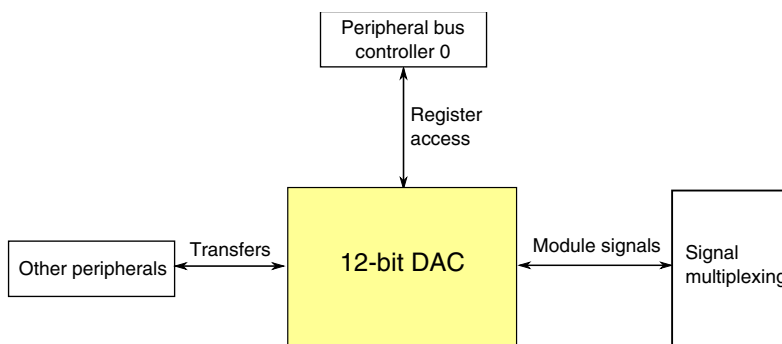 Peripheral bus
controller 0
Register
access
Other peripherals
Transfers
12-bit DAC
Module signals
Signal
multiplexing